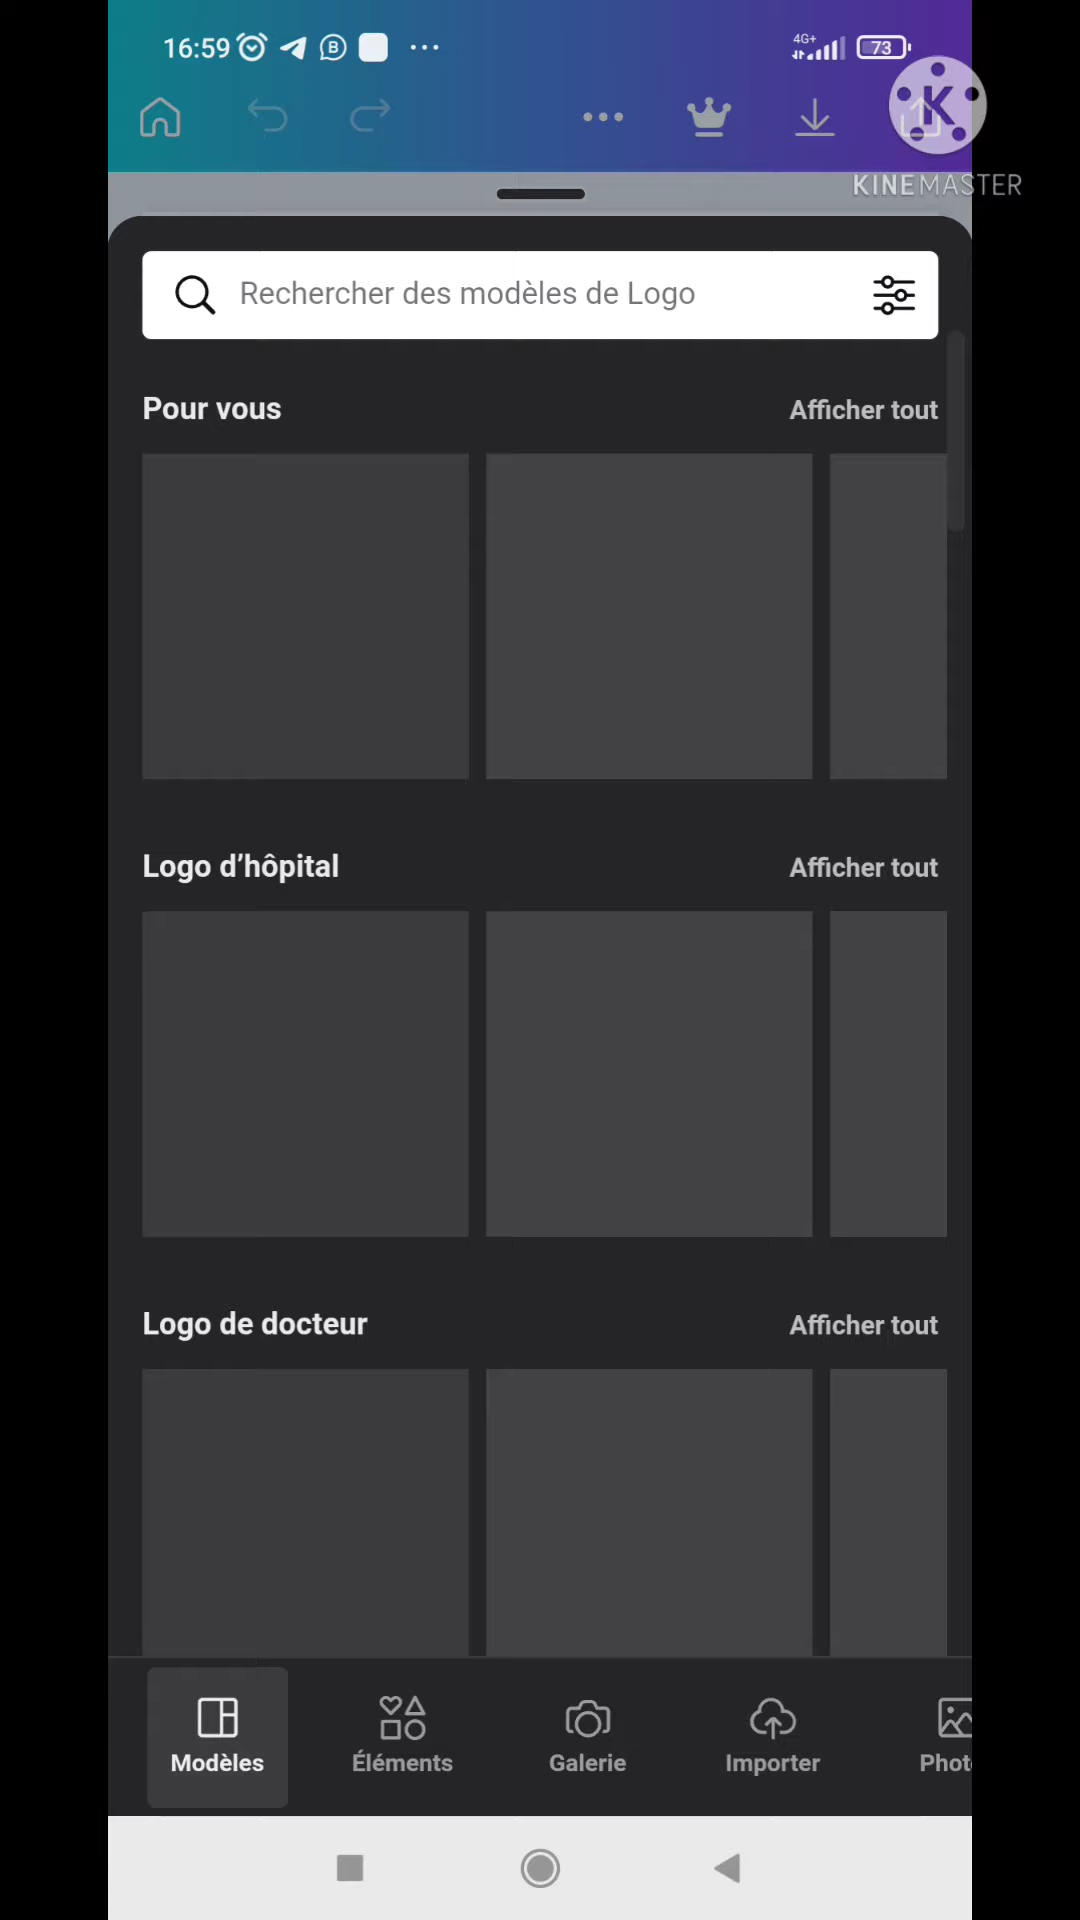 16:59
B
4G+
73
K
KINEMASTER
Rechercher des modèles de Logo
Pour vous
Afficher tout
Logo d’hôpital
Afficher tout
Logo de docteur
Afficher tout
Modèles
Éléments
Galerie
Importer
Phot